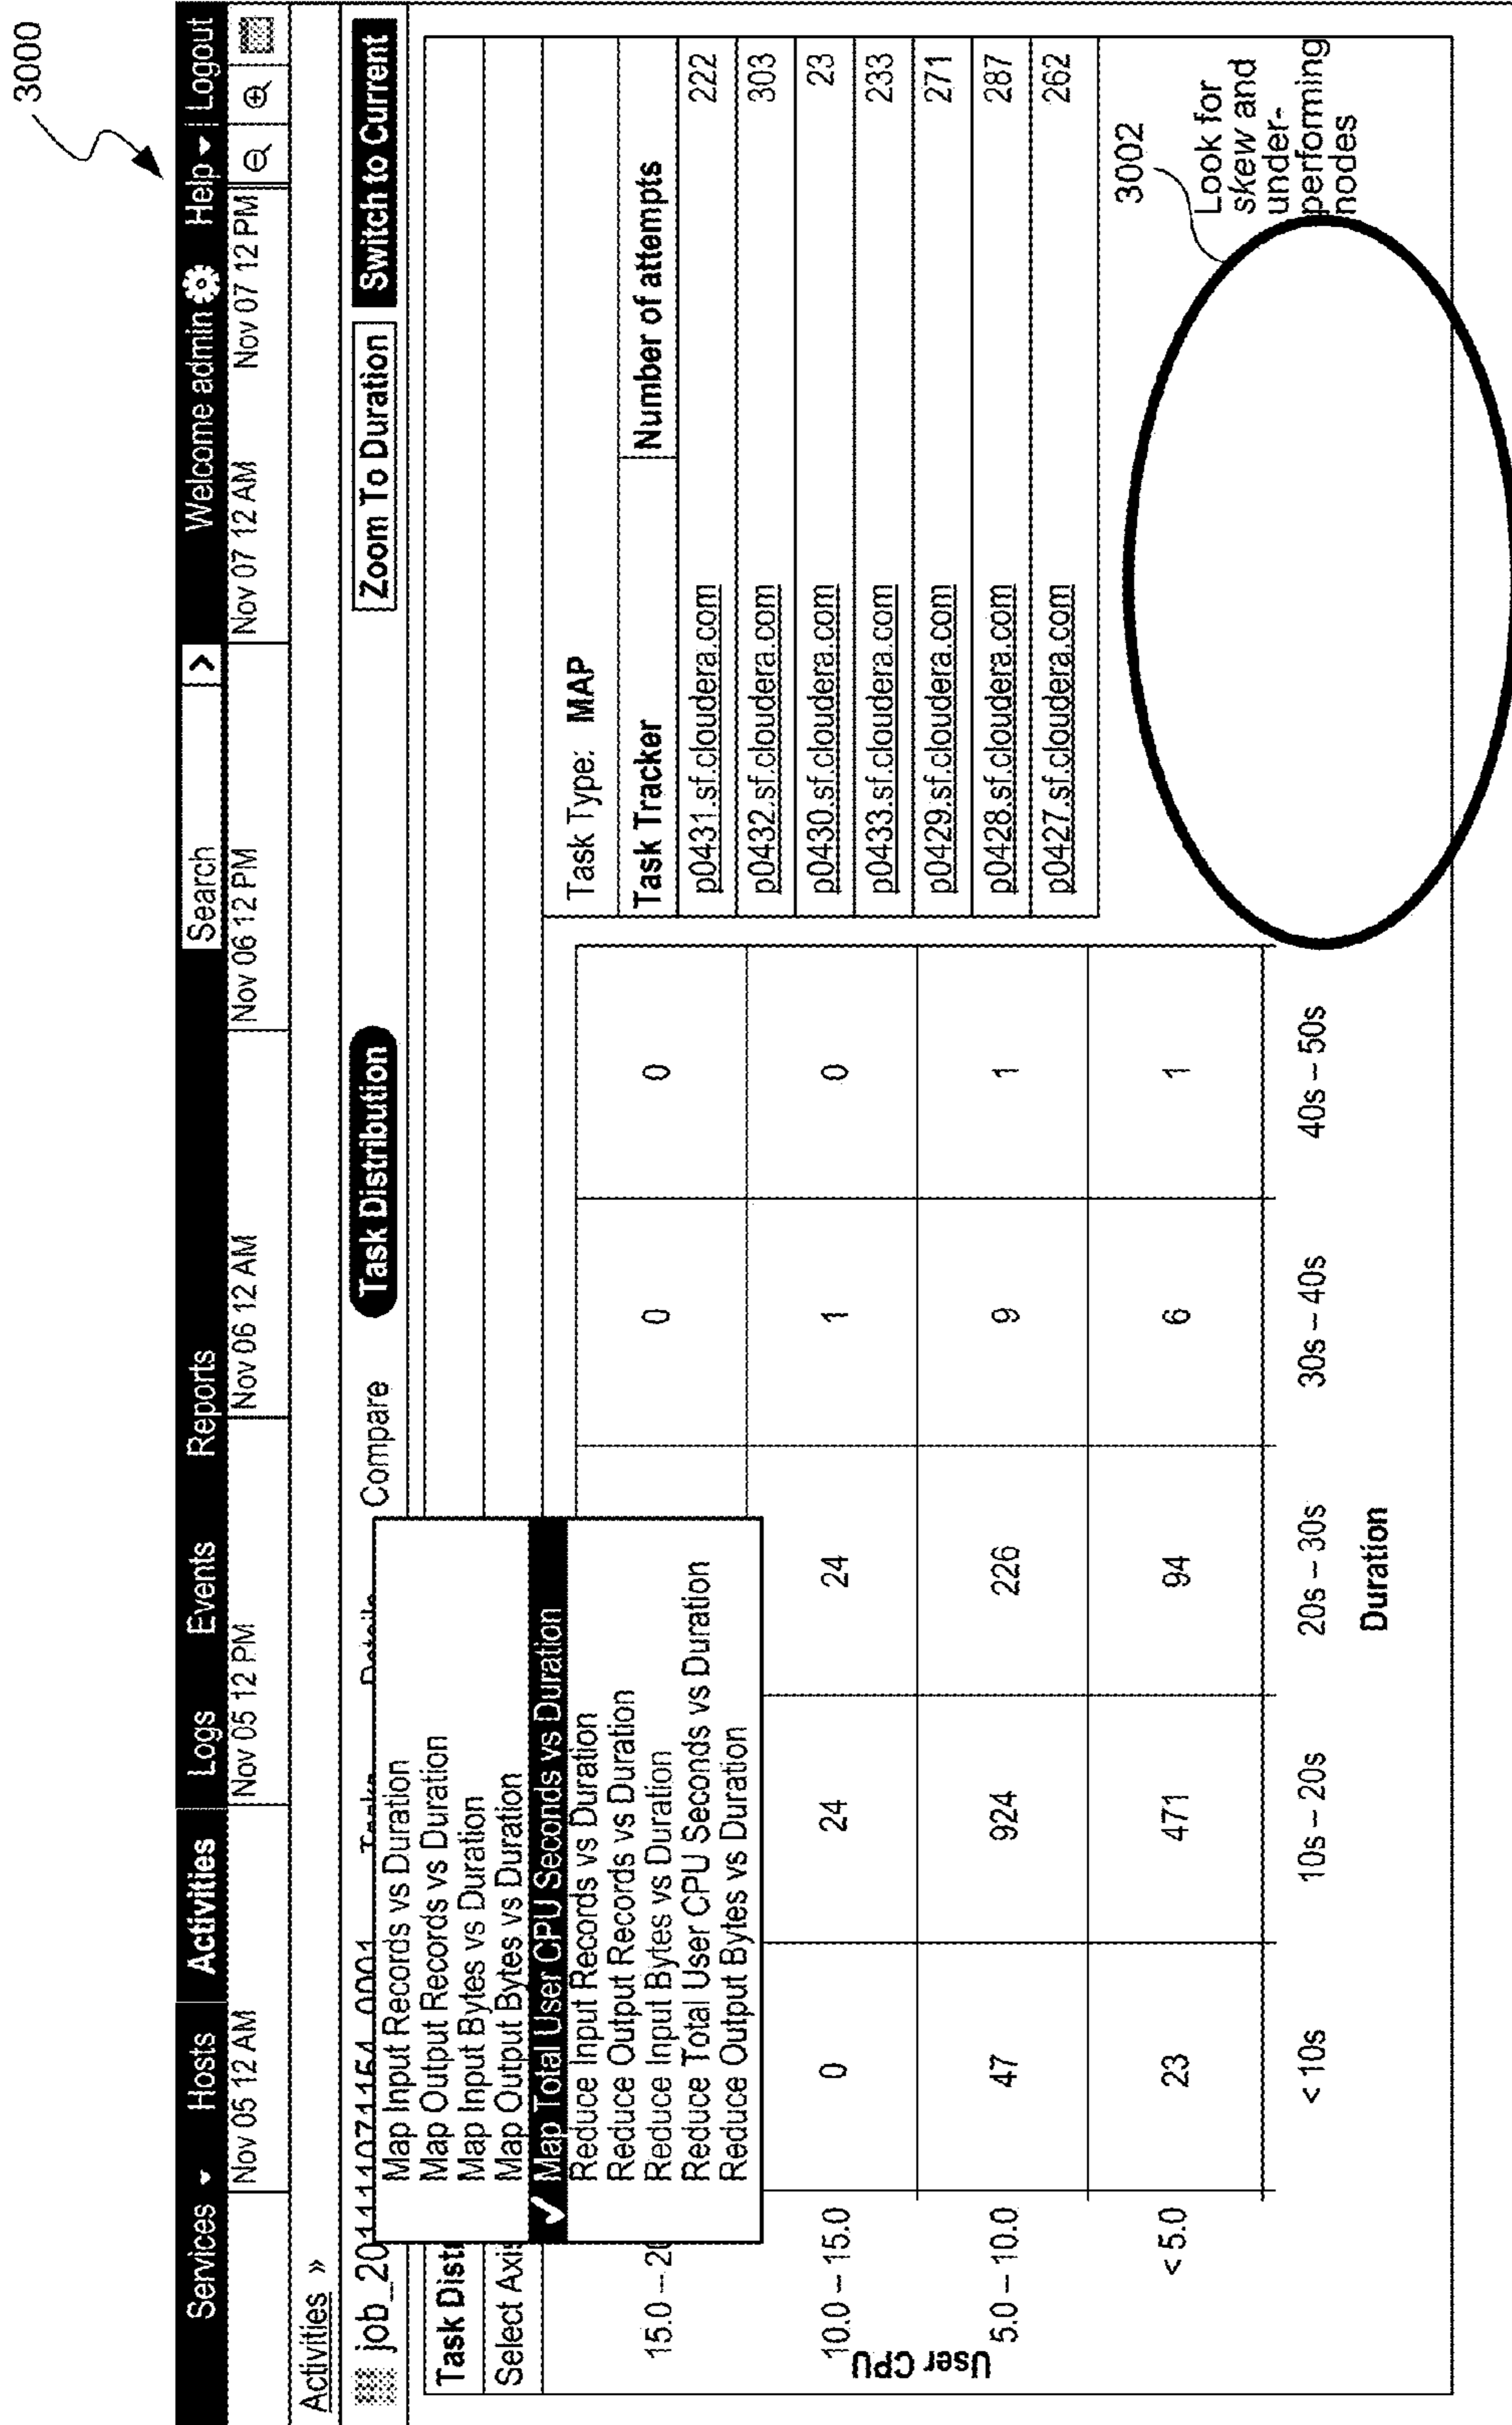 3000
Services Hosts Activities Logs Events Reports Search Welcome admin Help Logout
Nov 05 12 AM Nov 05 12 PM Nov 06 12 AM Nov 06 12 PM Nov 07 12 AM Nov 07 12 PM
Activities »
Compare Task Distribution Zoom To Duration Switch to Current
Map Input Records vs Duration
Map Output Records vs Duration
Map Input Bytes vs Duration
Map Output Bytes vs Duration
✓ Map Total User CPU Seconds vs Duration
Reduce Input Records vs Duration
Reduce Output Records vs Duration
Reduce Input Bytes vs Duration
Reduce Total User CPU Seconds vs Duration
Reduce Output Bytes vs Duration
Task
Select
15.0 – 0 0
10.0 – 15.0 0 24 24 1 0
5.0 – 10.0 47 924 226 9 1
< 5.0 23 471 94 6 1
User CPU
< 10s 10s – 20s 20s – 30s 30s – 40s 40s – 50s
Duration
Task Type: MAP
Task Tracker Number of attempts
p0431.sf.cloudera.com 222
p0432.sf.cloudera.com 303
p0430.sf.cloudera.com 23
p0433.sf.cloudera.com 233
p0429.sf.cloudera.com 271
p0428.sf.cloudera.com 287
p0427.sf.cloudera.com 262
3002
Look for
skew and
under-
performing
nodes